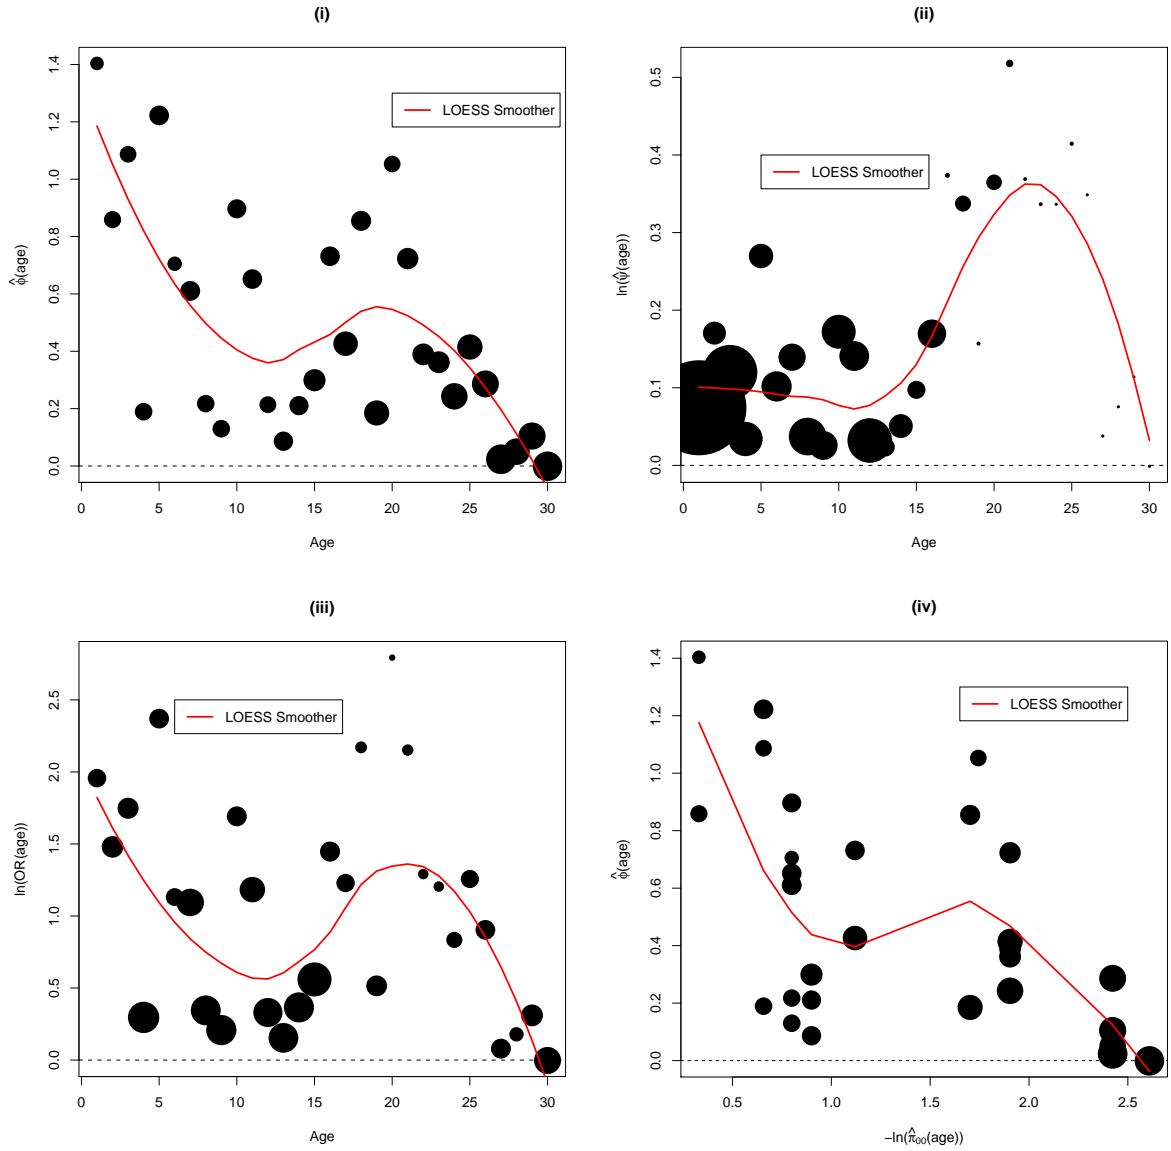 (i)
1.4
1.2
1.0
0.8
0.6
0.4
0.2
0.0
φ̂(age)
LOESS Smoother
0 5 10 15 20 25 30
Age
(ii)
0.5
0.4
0.3
0.2
0.1
0.0
ln(ψ̂(age))
LOESS Smoother
0 5 10 15 20 25 30
Age
(iii)
2.5
2.0
1.5
1.0
0.5
0.0
ln(OR(age))
LOESS Smoother
0 5 10 15 20 25 30
Age
(iv)
1.4
1.2
1.0
0.8
0.6
0.4
0.2
0.0
φ̂(age)
LOESS Smoother
0.5 1.0 1.5 2.0 2.5
−ln(π̂₀₀(age))